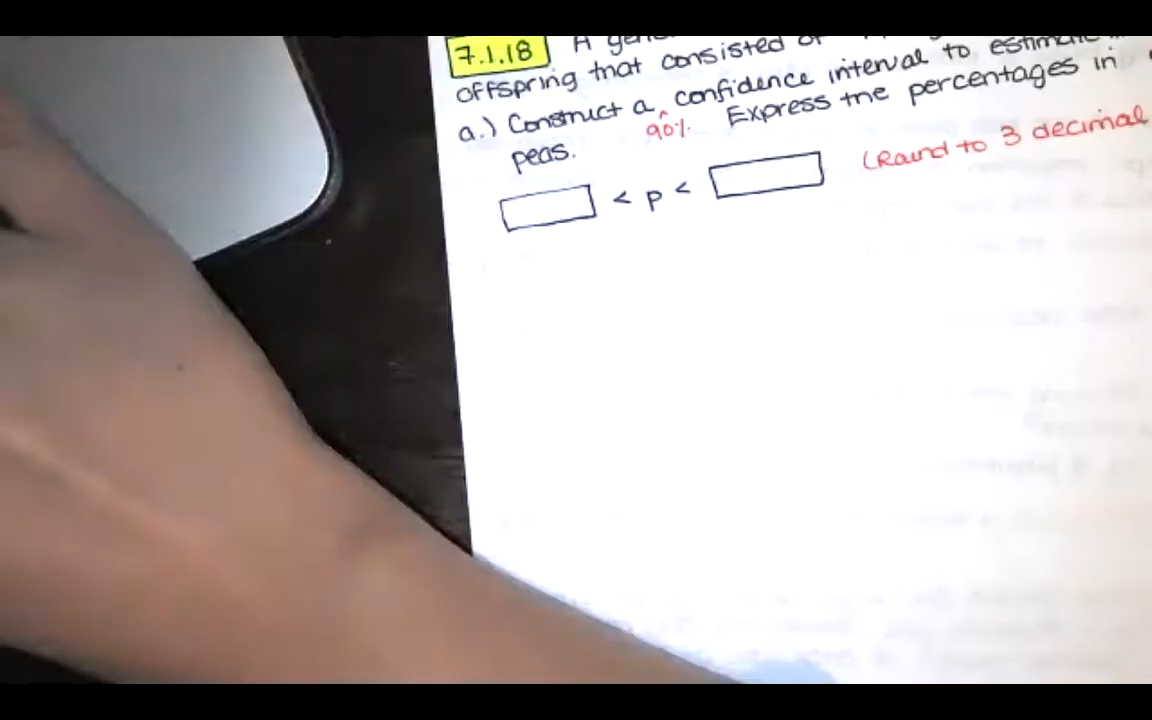 7.1.18 A
offspring that consisted of
a.) Construct a 90% confidence interval to estimate
peas. Express the percentages in
< p < (Round to 3 decimal